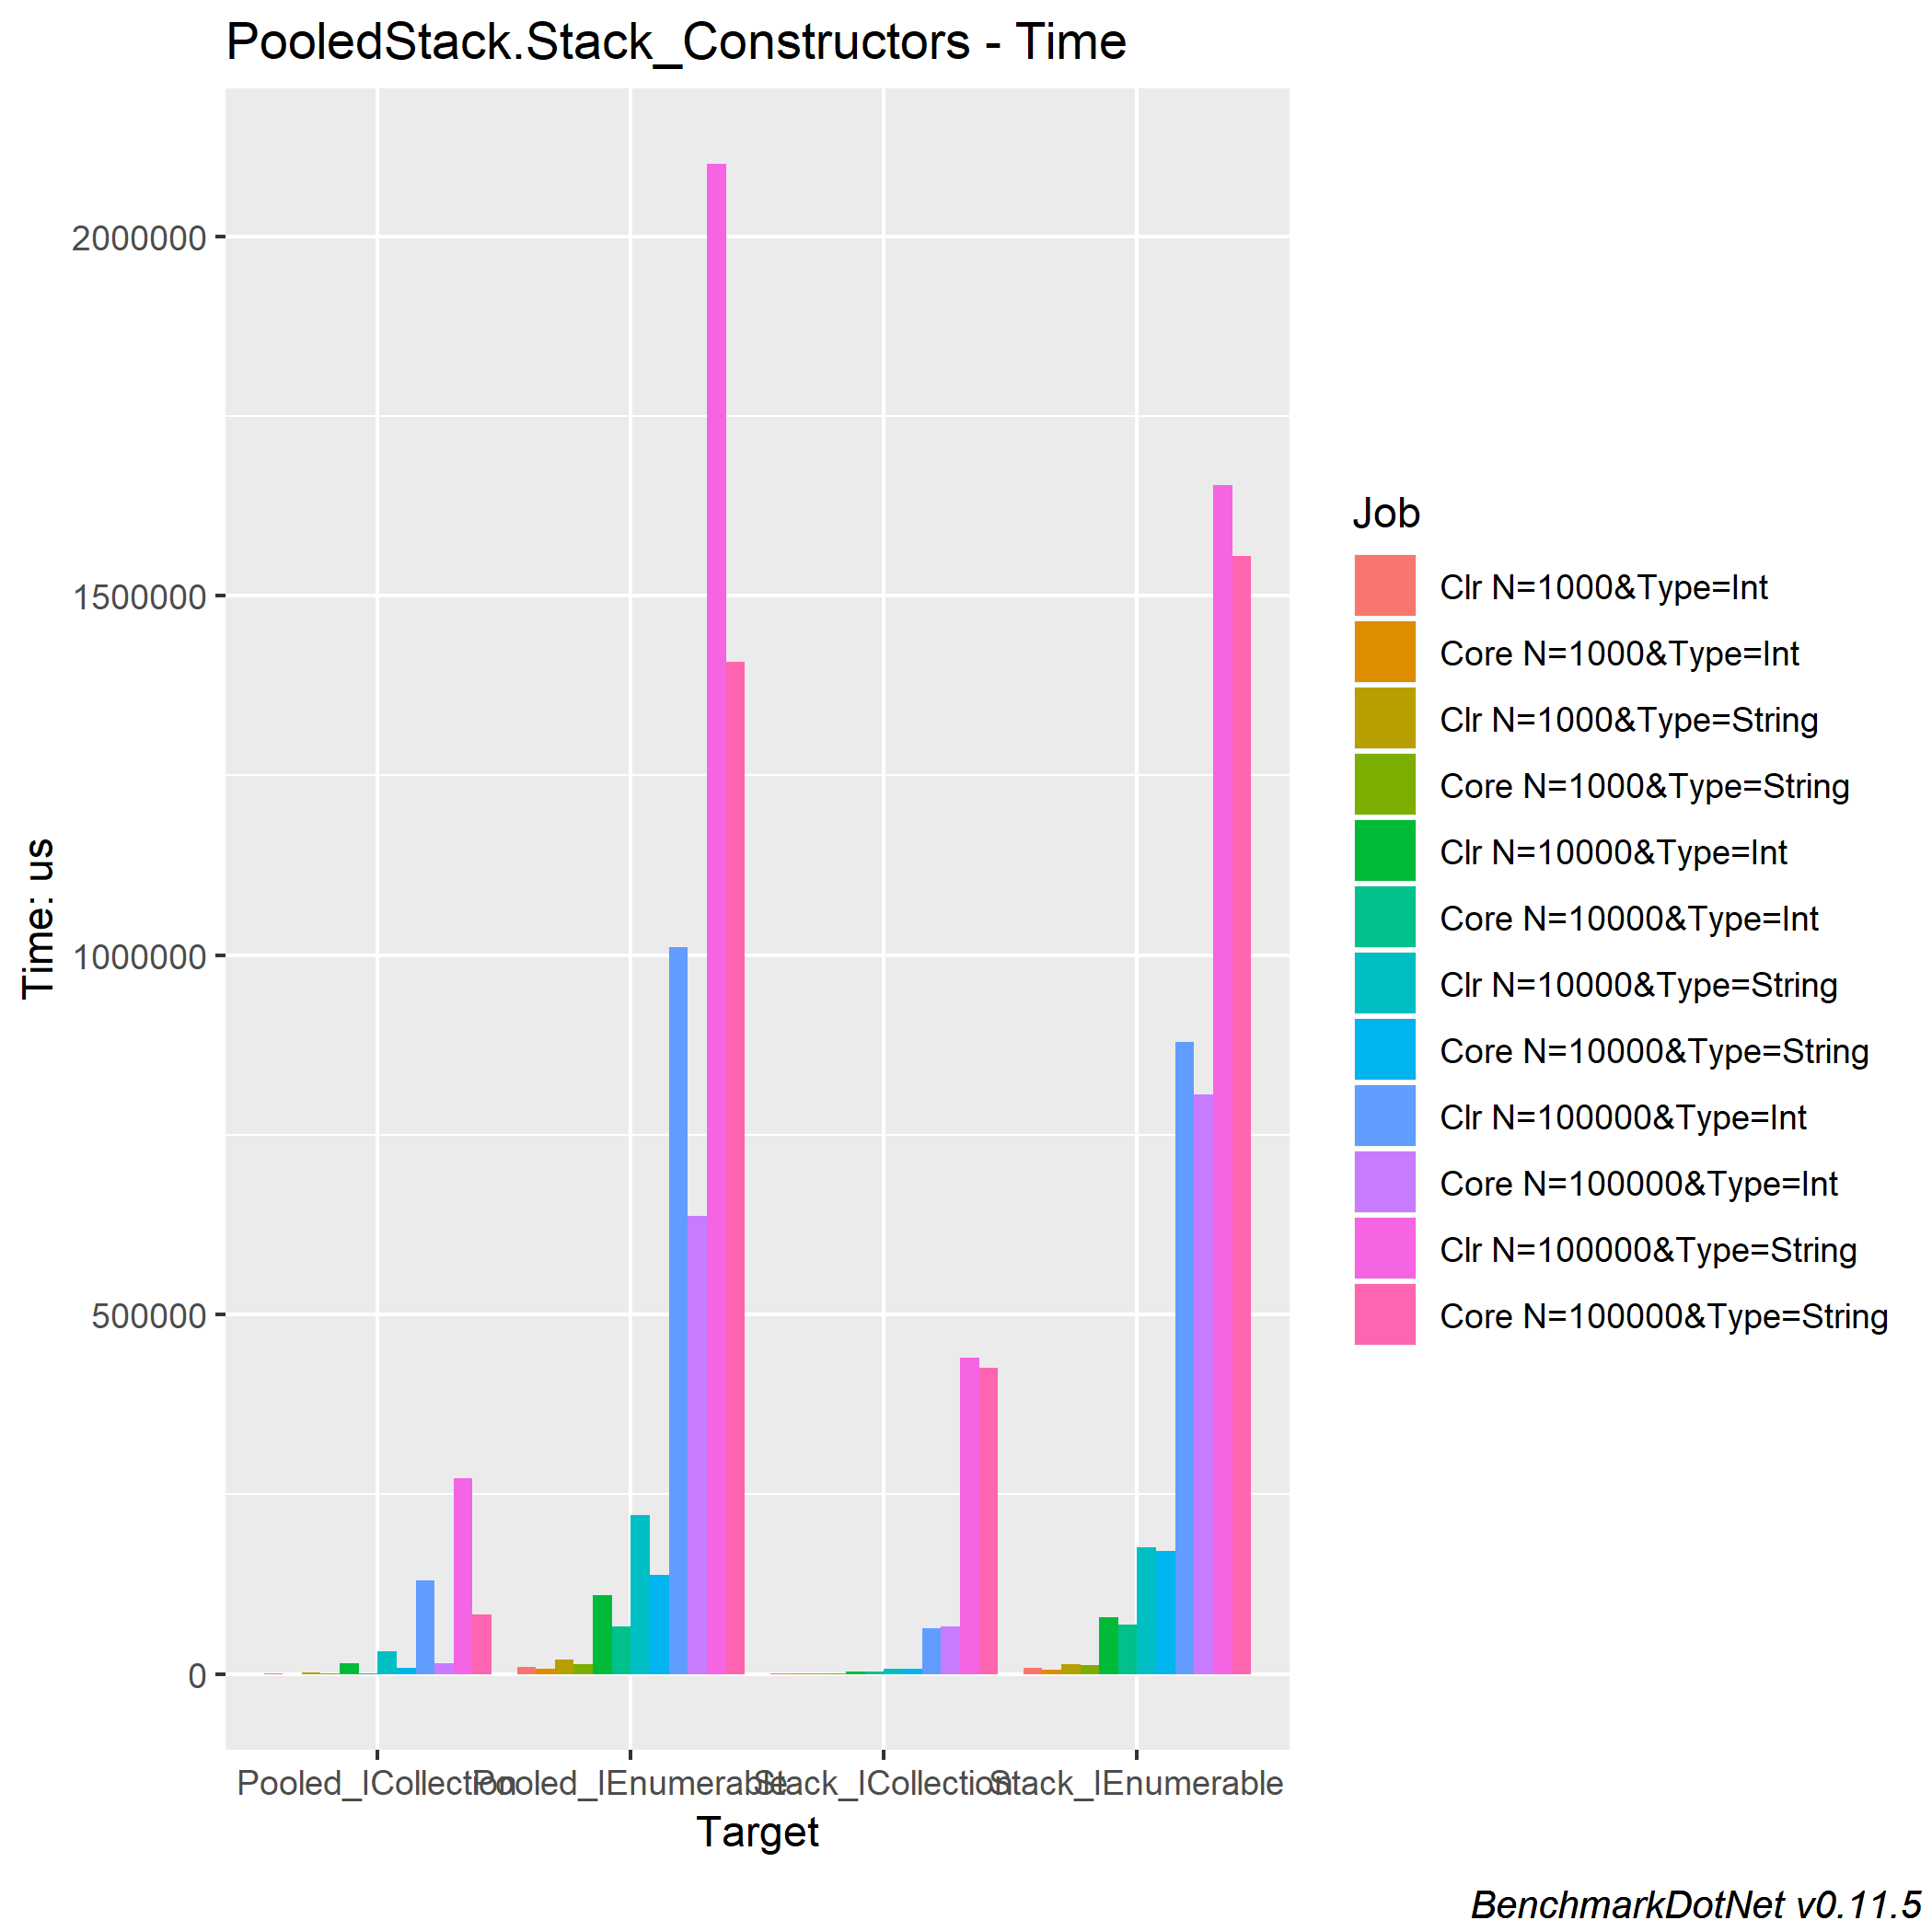 PooledStack.Stack_Constructors - Time
Time: us
2000000
1500000
1000000
500000
0
Pooled_ICollection
Pooled_IEnumerable
Stack_ICollection
Stack_IEnumerable
Target
Job
Clr N=1000&Type=Int
Core N=1000&Type=Int
Clr N=1000&Type=String
Core N=1000&Type=String
Clr N=10000&Type=Int
Core N=10000&Type=Int
Clr N=10000&Type=String
Core N=10000&Type=String
Clr N=100000&Type=Int
Core N=100000&Type=Int
Clr N=100000&Type=String
Core N=100000&Type=String
BenchmarkDotNet v0.11.5